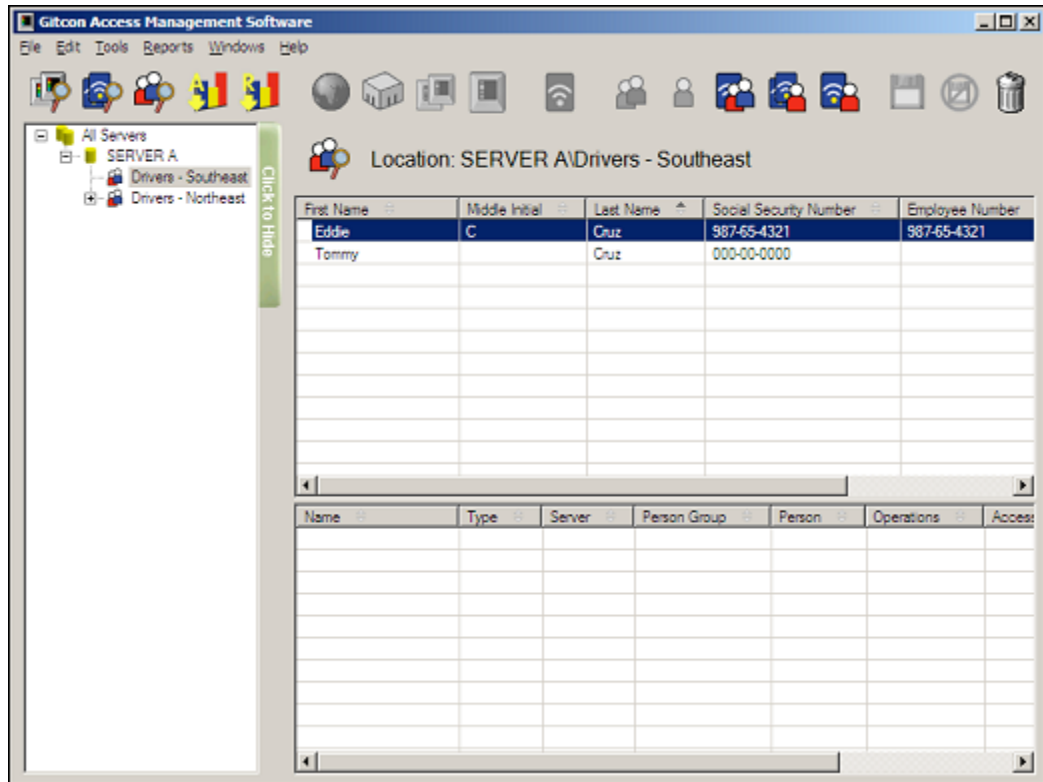 Gitcon Access Management Software
File Edit Tools Reports Windows Help
All Servers
SERVER A
Drivers - Southeast
Drivers - Northeast
Click to Hide
Location: SERVER A\Drivers - Southeast
First Name Middle Initial Last Name Social Security Number Employee Number
Eddie C Cruz 987-65-4321 987-65-4321
Tommy Cruz 000-00-0000
Name Type Server Person Group Person Operations Access